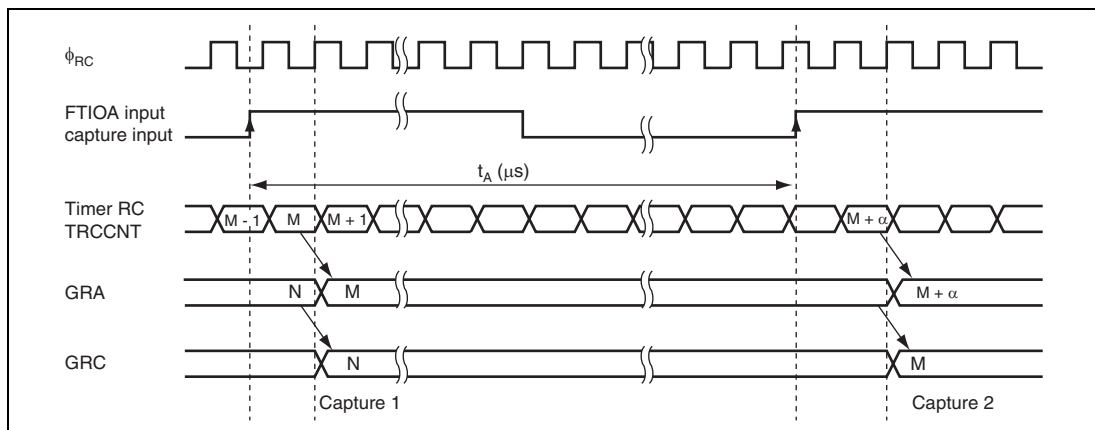 ϕRC
FTIOA input
capture input
tA (μs)
Timer RC
TRCCNT
M - 1 M M + 1 M + α
GRA
N M M + α
GRC
N M
Capture 1 Capture 2